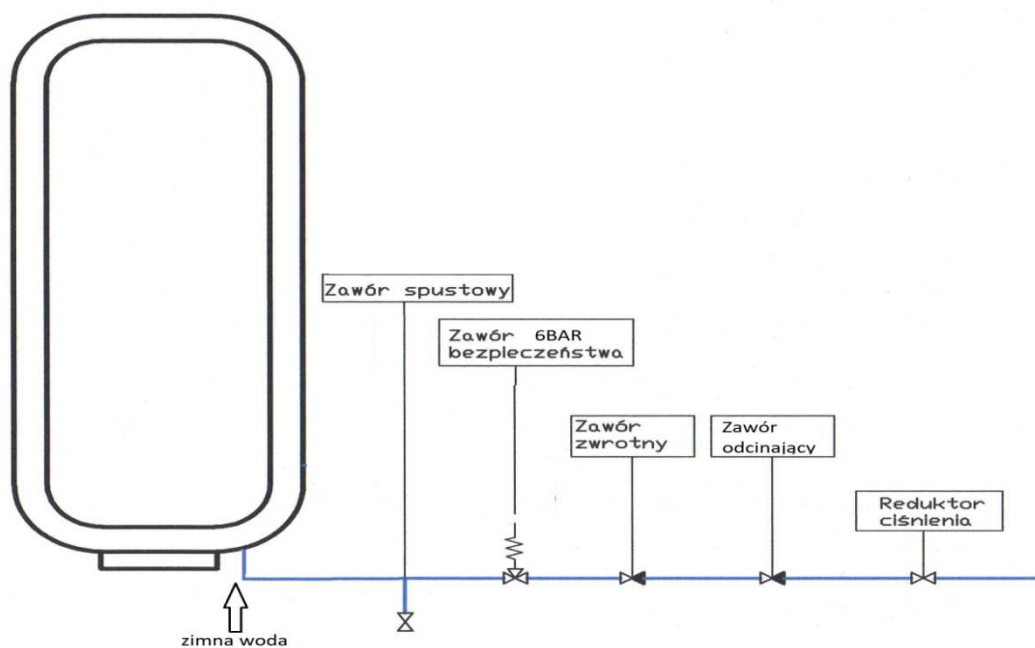 Zawór spustowy
Zawór 6BAR
bezpieczeństwa
Zawór
zwrotny
Zawór
odcinający
Reduktor
ciśnienia
zimna woda